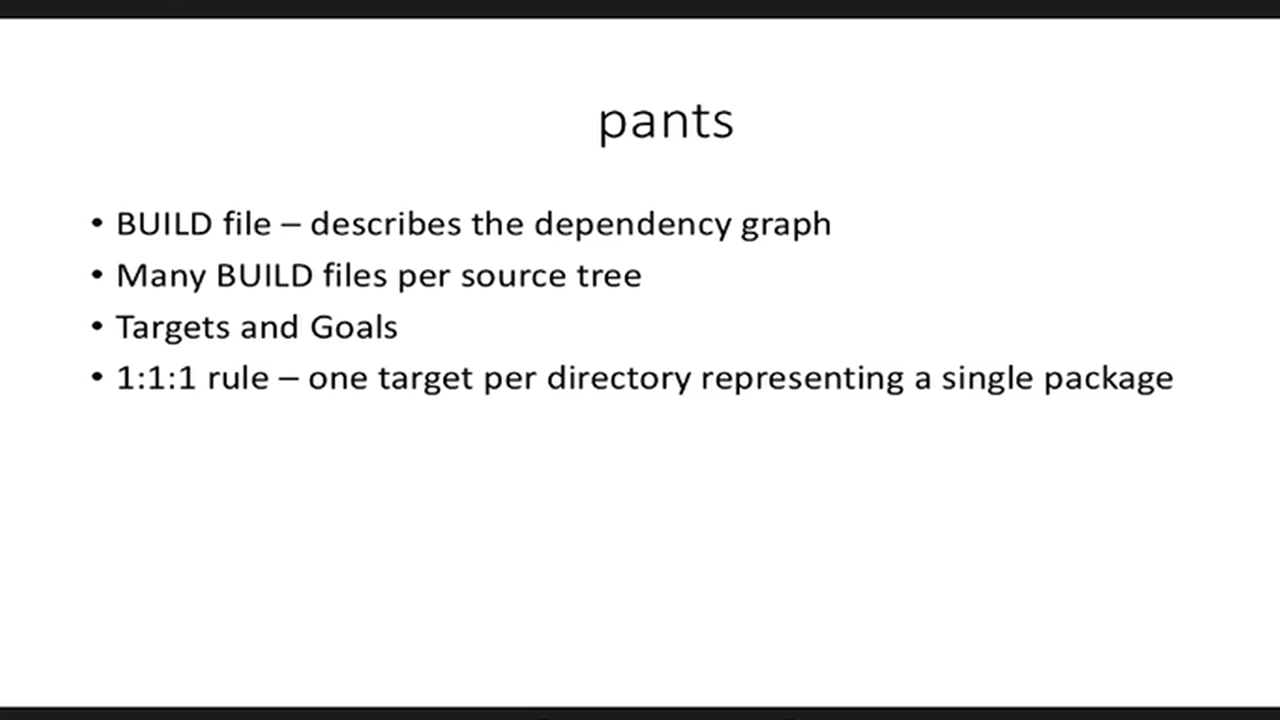 pants
• BUILD file – describes the dependency graph
• Many BUILD files per source tree
• Targets and Goals
• 1:1:1 rule – one target per directory representing a single package